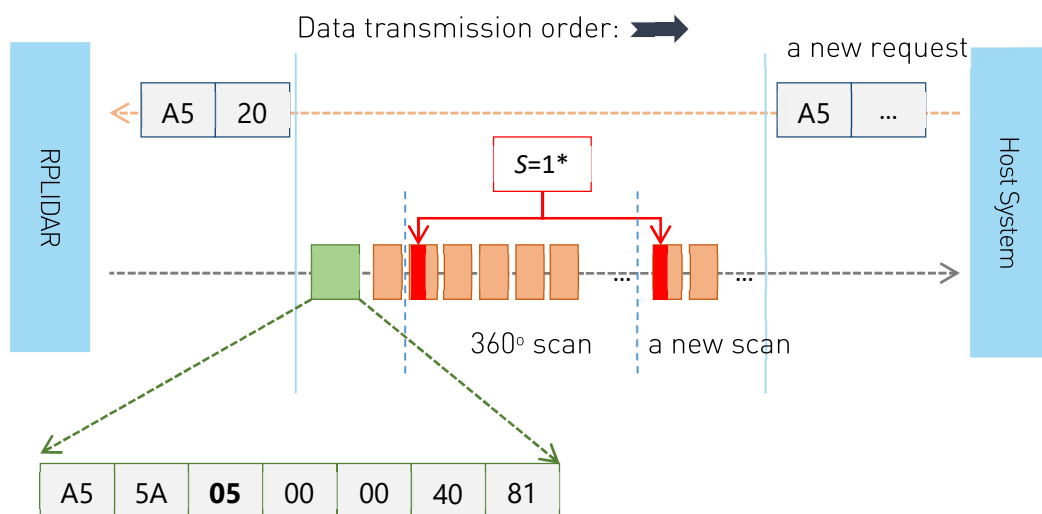 Data transmission order:
a new request
A5 20
A5 ...
S=1*
RPLIDAR
Host System
... ...
360º scan
a new scan
A5 5A 05 00 00 40 81